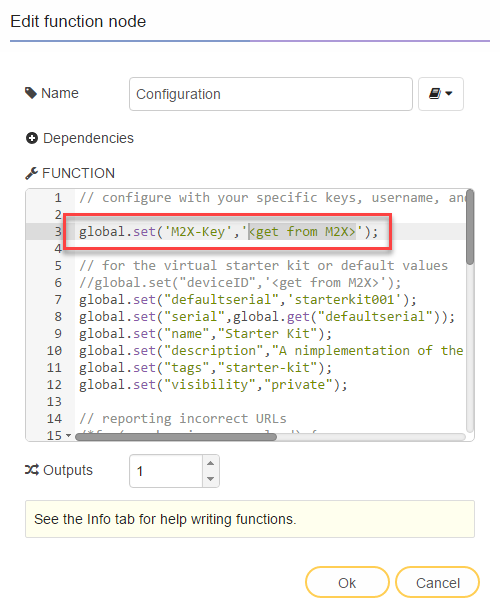 Edit function node
Name
Configuration
Dependencies
FUNCTION
1 // configure with your specific keys, username, an
2
3 global.set('M2X-Key','<get from M2X>');
4
5 // for the virtual starter kit or default values
6 //global.set("deviceID",'<get from M2X>');
7 global.set("defaultserial",'starterkit001');
8 global.set("serial",global.get("defaultserial"));
9 global.set("name","Starter Kit");
10 global.set("description","A nimplementation of the
11 global.set("tags","starter-kit");
12 global.set("visibility","private");
13
14 // reporting incorrect URLs
15
Outputs
1
See the Info tab for help writing functions.
Ok
Cancel